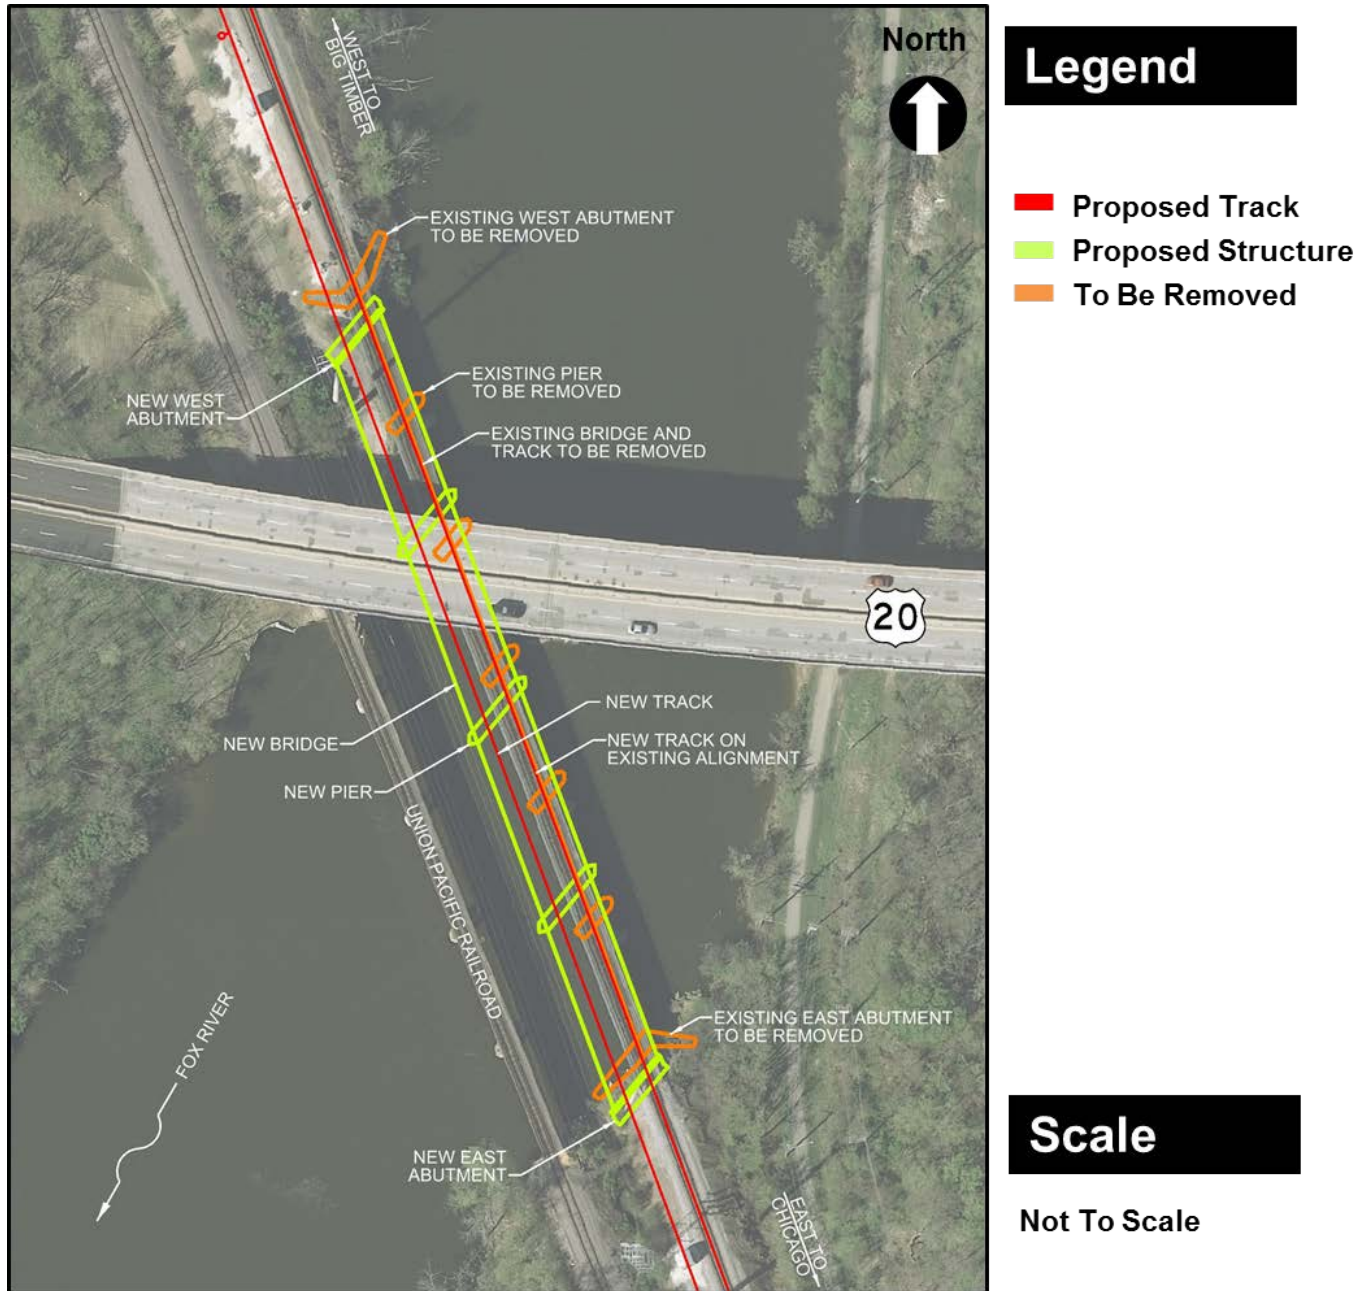 North
WEST TO
BIG TIMBER
EXISTING WEST ABUTMENT
TO BE REMOVED
NEW WEST
ABUTMENT
EXISTING PIER
TO BE REMOVED
EXISTING BRIDGE AND
TRACK TO BE REMOVED
20
NEW TRACK
NEW BRIDGE
NEW TRACK ON
EXISTING ALIGNMENT
NEW PIER
UNION PACIFIC RAILROAD
FOX RIVER
EXISTING EAST ABUTMENT
TO BE REMOVED
NEW EAST
ABUTMENT
EAST TO
CHICAGO
Legend
Proposed Track
Proposed Structure
To Be Removed
Scale
Not To Scale